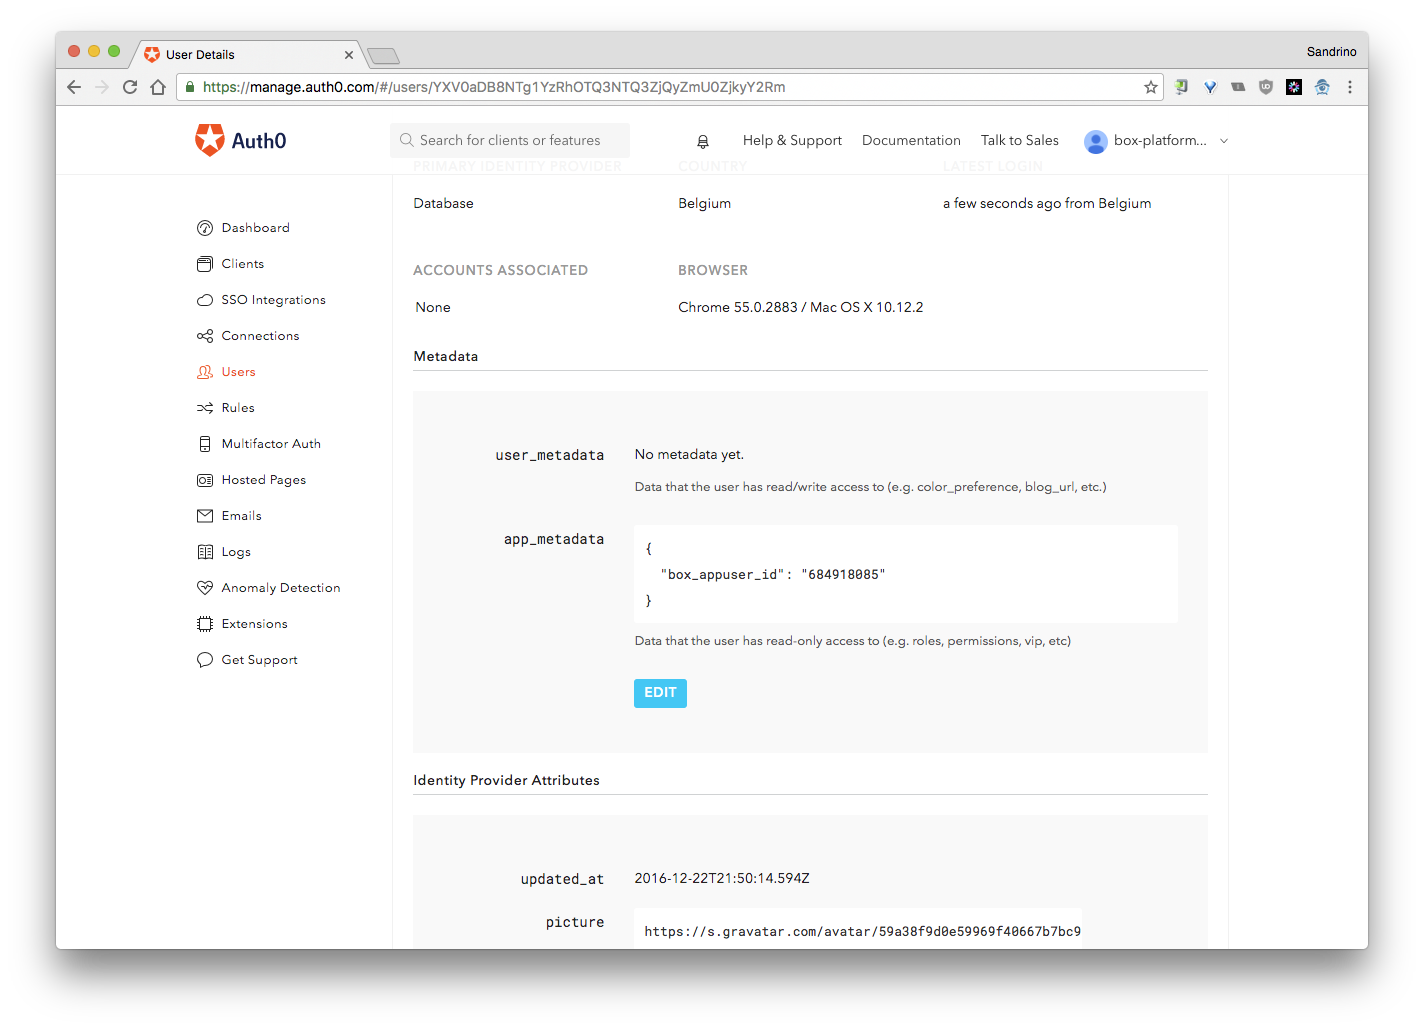 User Details
Sandrino
https://manage.auth0.com/#/users/YXV0aDB8NTg1YzRhOTQ3NTQ3ZjQyZmU0ZjkyY2Rm
Auth0
Search for clients or features
Help & Support
Documentation
Talk to Sales
box-platform...
PRIMARY IDENTITY PROVIDER
COUNTRY
LATEST LOGIN
Database
Belgium
a few seconds ago from Belgium
Dashboard
Clients
SSO Integrations
Connections
Users
Rules
Multifactor Auth
Hosted Pages
Emails
Logs
Anomaly Detection
Extensions
Get Support
ACCOUNTS ASSOCIATED
BROWSER
None
Chrome 55.0.2883 / Mac OS X 10.12.2
Metadata
user_metadata
No metadata yet.
Data that the user has read/write access to (e.g. color_preference, blog_url, etc.)
app_metadata
{
"box_appuser_id": "684918085"
}
Data that the user has read-only access to (e.g. roles, permissions, vip, etc)
EDIT
Identity Provider Attributes
updated_at
2016-12-22T21:50:14.594Z
picture
https://s.gravatar.com/avatar/59a38f9d0e59969f40667b7bc9